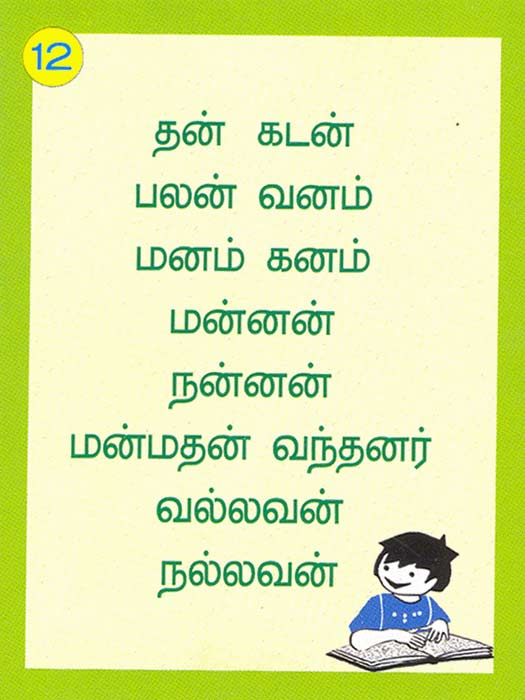 12
தன் கடன்
பலன் வனம்
மனம் கனம்
மன்னன்
நன்னன்
மன்மதன் வந்தனர்
வல்லவன்
நல்லவன்